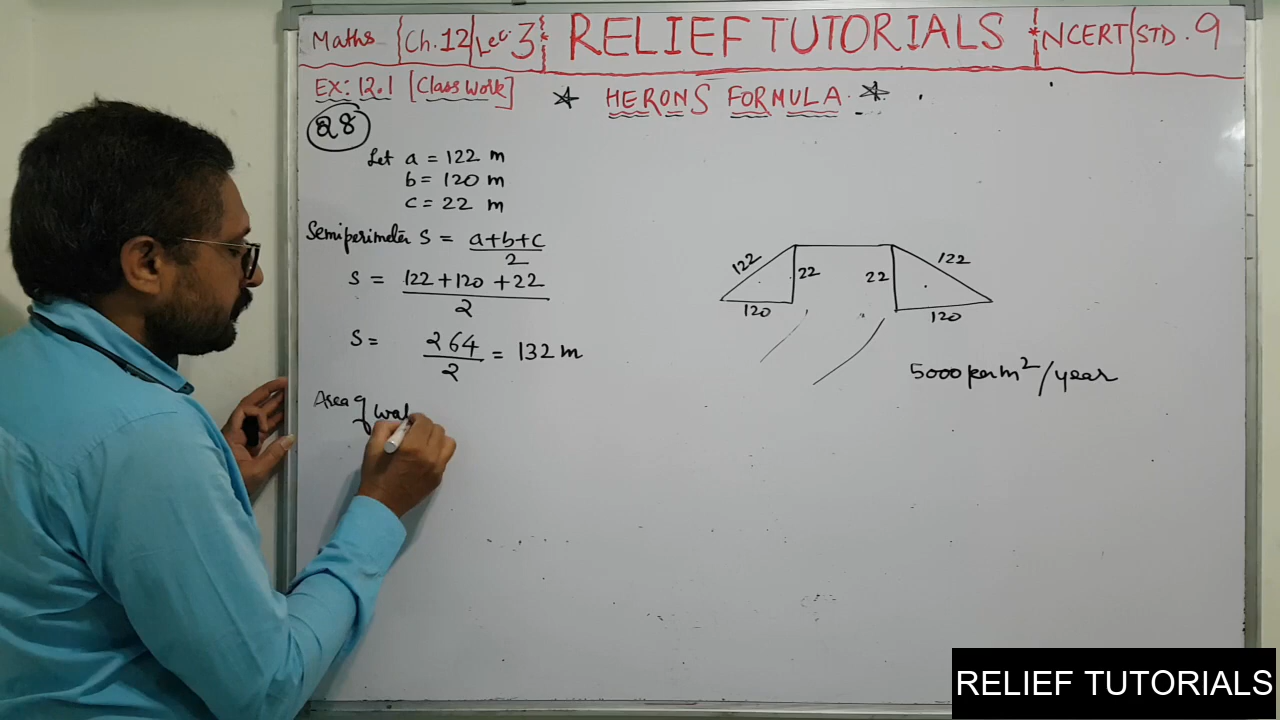 Maths Ch. 12 Lec. 3 * RELIEF TUTORIALS * NCERT STD. 9
EX: 12.1 [Class work] * HERONS FORMULA *
Q8
Let a = 122 m
b = 120 m
c = 22 m
Semiperimeter S = a+b+c / 2
S = 122+120+22 / 2
S = 264 / 2 = 132 m
Area of wal
122 22 120
22 122 120
5000 per m²/year
RELIEF TUTORIALS